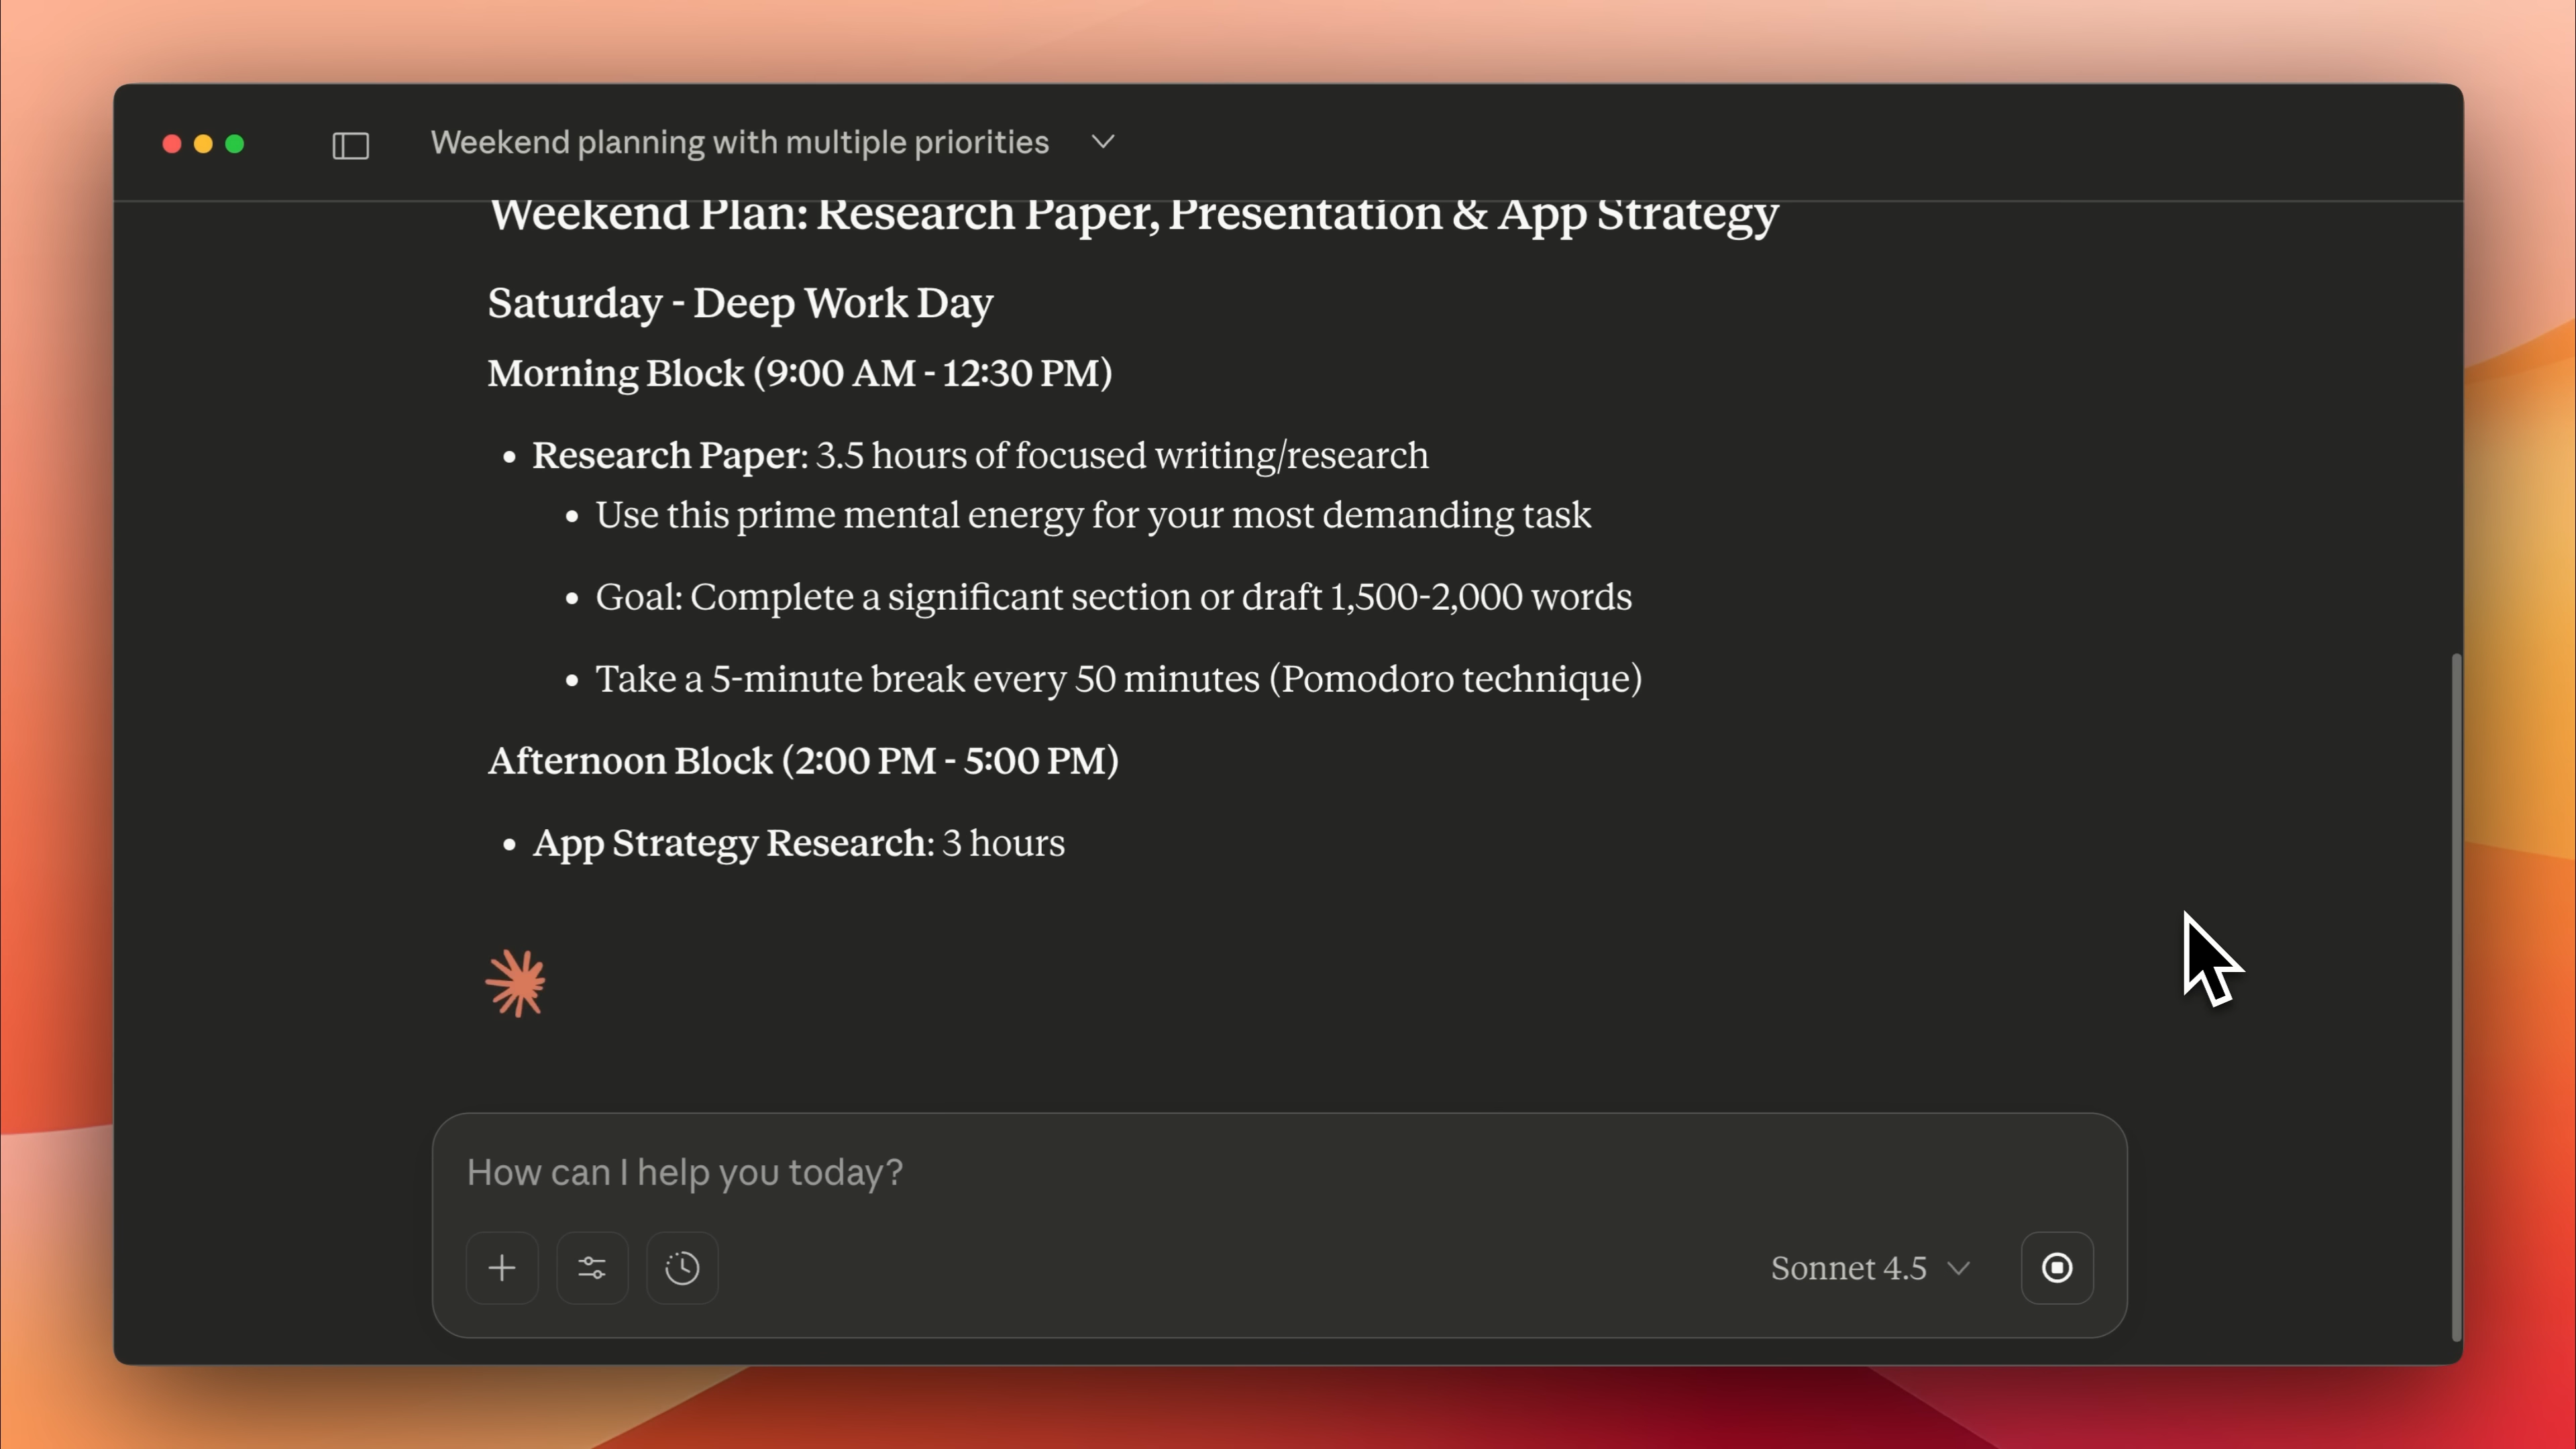 Weekend planning with multiple priorities
Weekend Plan: Research Paper, Presentation & App Strategy
Saturday - Deep Work Day
Morning Block (9:00 AM - 12:30 PM)
Research Paper: 3.5 hours of focused writing/research
Use this prime mental energy for your most demanding task
Goal: Complete a significant section or draft 1,500-2,000 words
Take a 5-minute break every 50 minutes (Pomodoro technique)
Afternoon Block (2:00 PM - 5:00 PM)
App Strategy Research: 3 hours
How can I help you today?
Sonnet 4.5